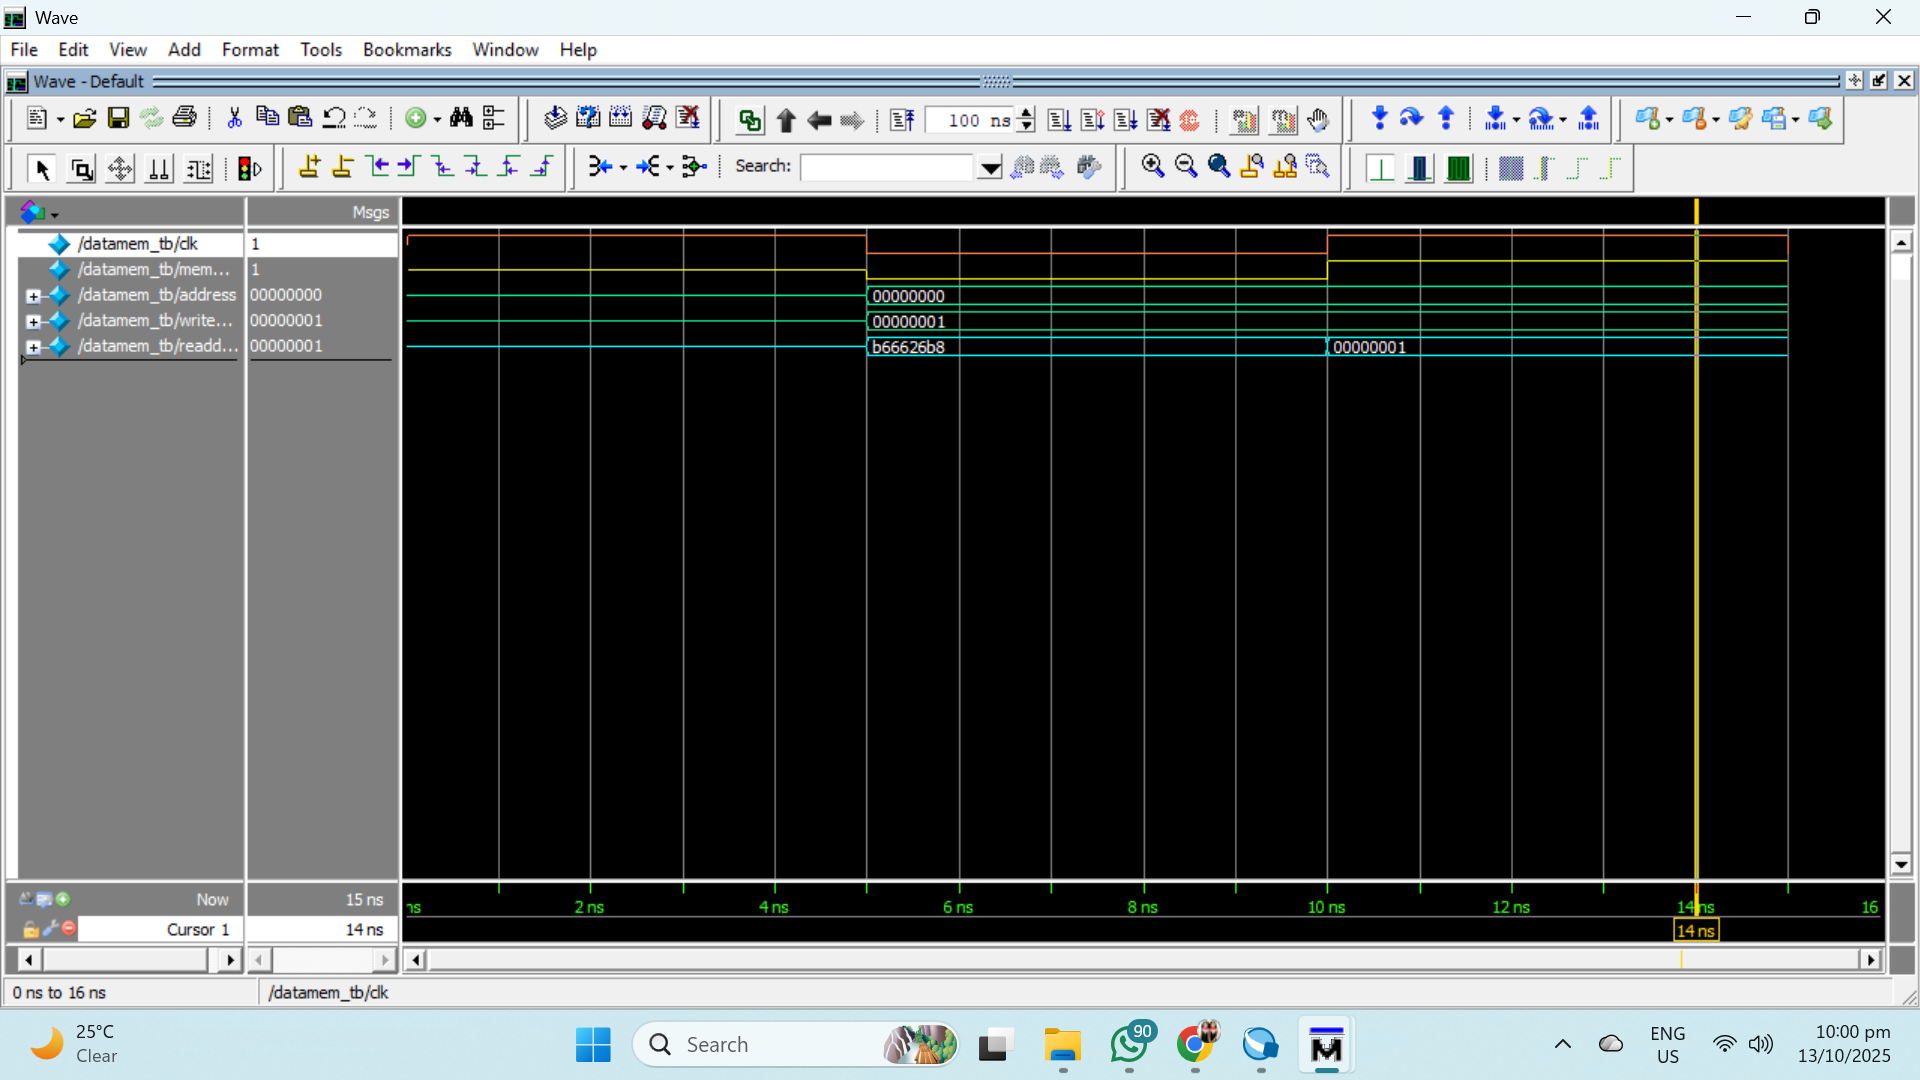 Wave
File Edit View Add Format Tools Bookmarks Window Help
Wave - Default
100 ns
Search:
Msgs
/datamem_tb/clk 1
/datamem_tb/mem... 1
/datamem_tb/address 00000000 00000000
/datamem_tb/write... 00000001 00000001
/datamem_tb/readd... 00000001 b66626b8 00000001
Now 15 ns ns 2 ns 4 ns 6 ns 8 ns 10 ns 12 ns 14 ns 16
Cursor 1 14 ns 14 ns
0 ns to 16 ns /datamem_tb/clk
25°C
Clear
Search
90
ENG
US
10:00 pm
13/10/2025